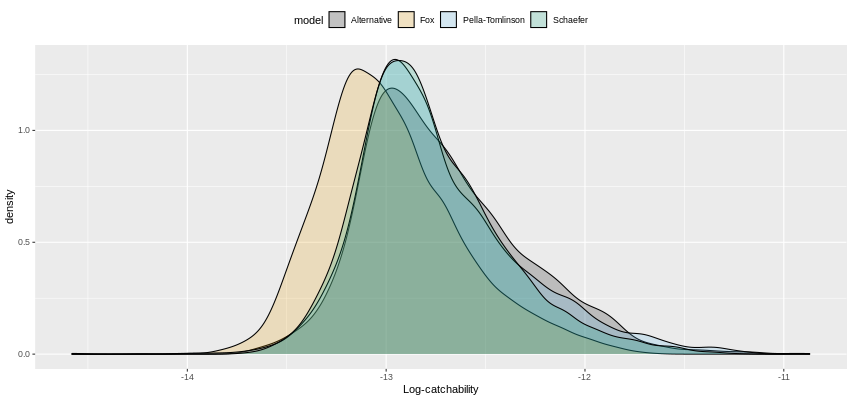 model Alternative Fox Pella-Tomlinson Schaefer
density
1.0
0.5
0.0
-14 -13 -12 -11
Log-catchability